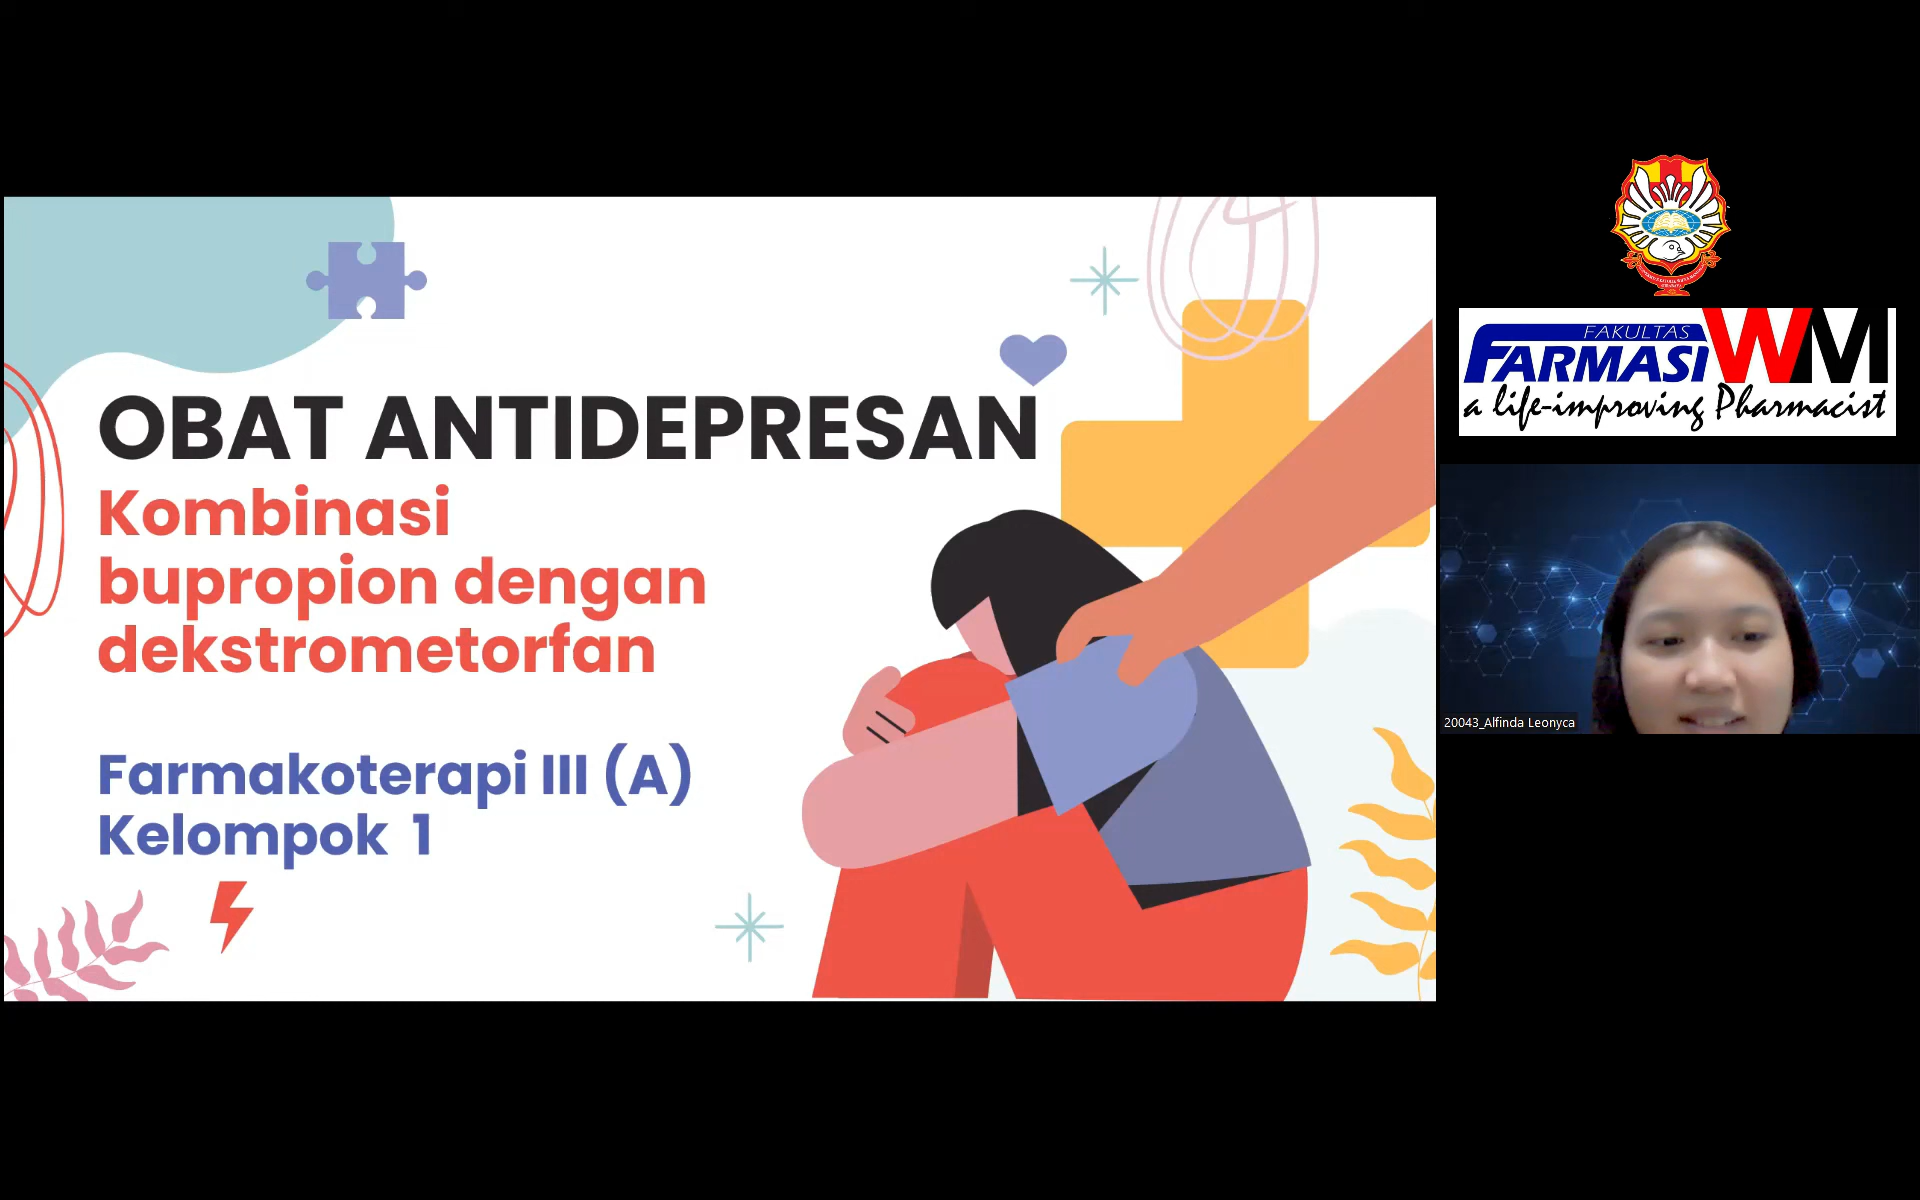 OBAT ANTIDEPRESAN
Kombinasi
bupropion dengan
dekstrometorfan
Farmakoterapi III (A)
Kelompok 1
FAKULTAS
FARMASI WM
a life-improving Pharmacist
20043_Alfinda Leonyca